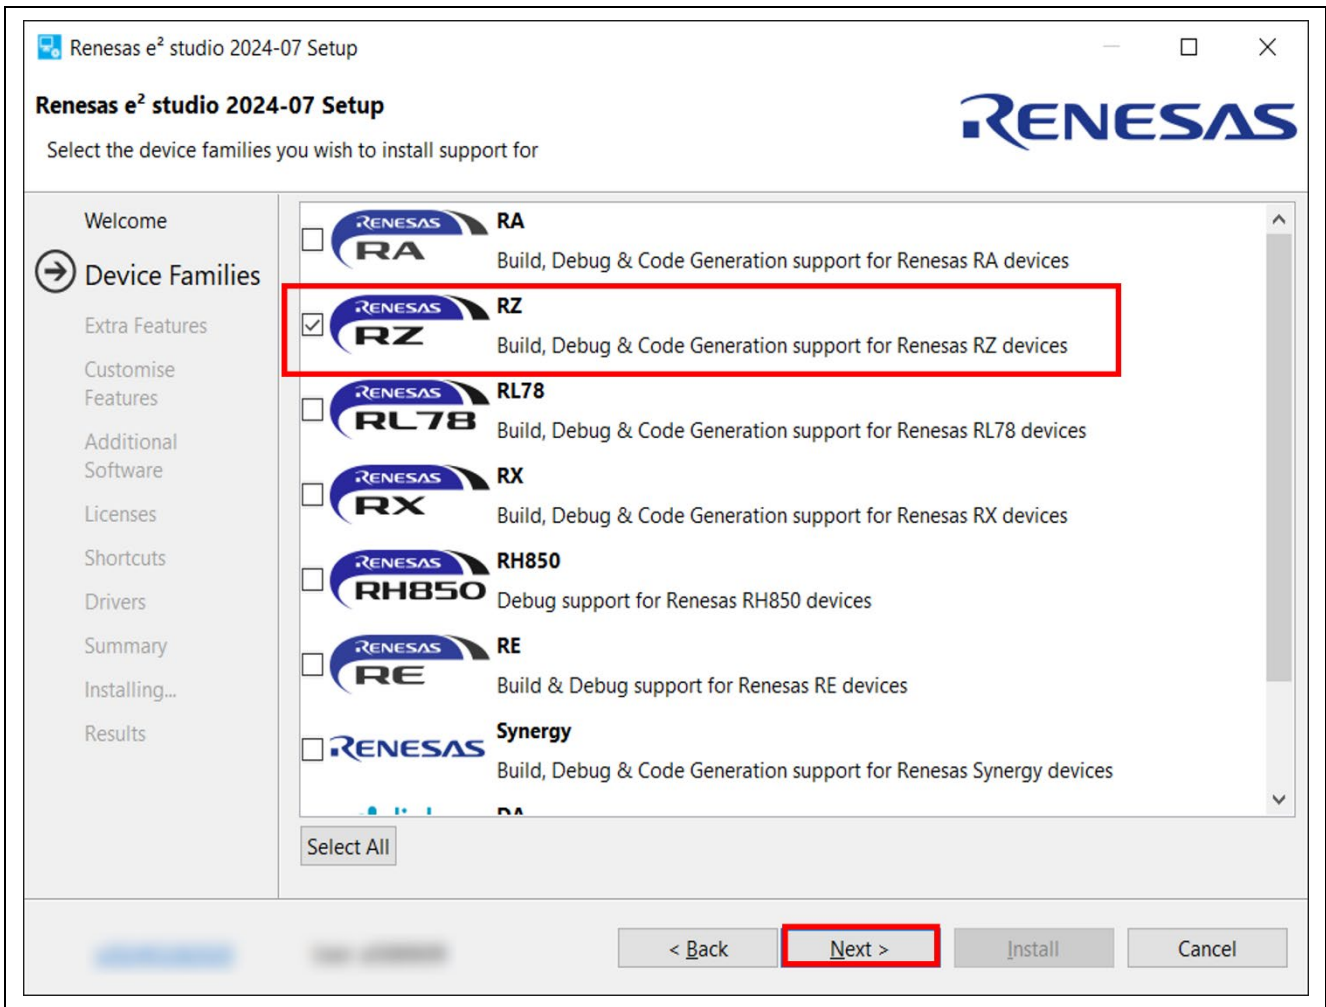 Renesas e² studio 2024-07 Setup
Renesas e² studio 2024-07 Setup
RENESAS
Select the device families you wish to install support for
Welcome
Device Families
Extra Features
Customise
Features
Additional
Software
Licenses
Shortcuts
Drivers
Summary
Installing...
Results
RENESAS
RA
RA
Build, Debug & Code Generation support for Renesas RA devices
RENESAS
RZ
RZ
Build, Debug & Code Generation support for Renesas RZ devices
RENESAS
RL78
RL78
Build, Debug & Code Generation support for Renesas RL78 devices
RENESAS
RX
RX
Build, Debug & Code Generation support for Renesas RX devices
RENESAS
RH850
RH850
Debug support for Renesas RH850 devices
RENESAS
RE
RE
Build & Debug support for Renesas RE devices
RENESAS
Synergy
Build, Debug & Code Generation support for Renesas Synergy devices
DA
Select All
< Back
Next >
Install
Cancel